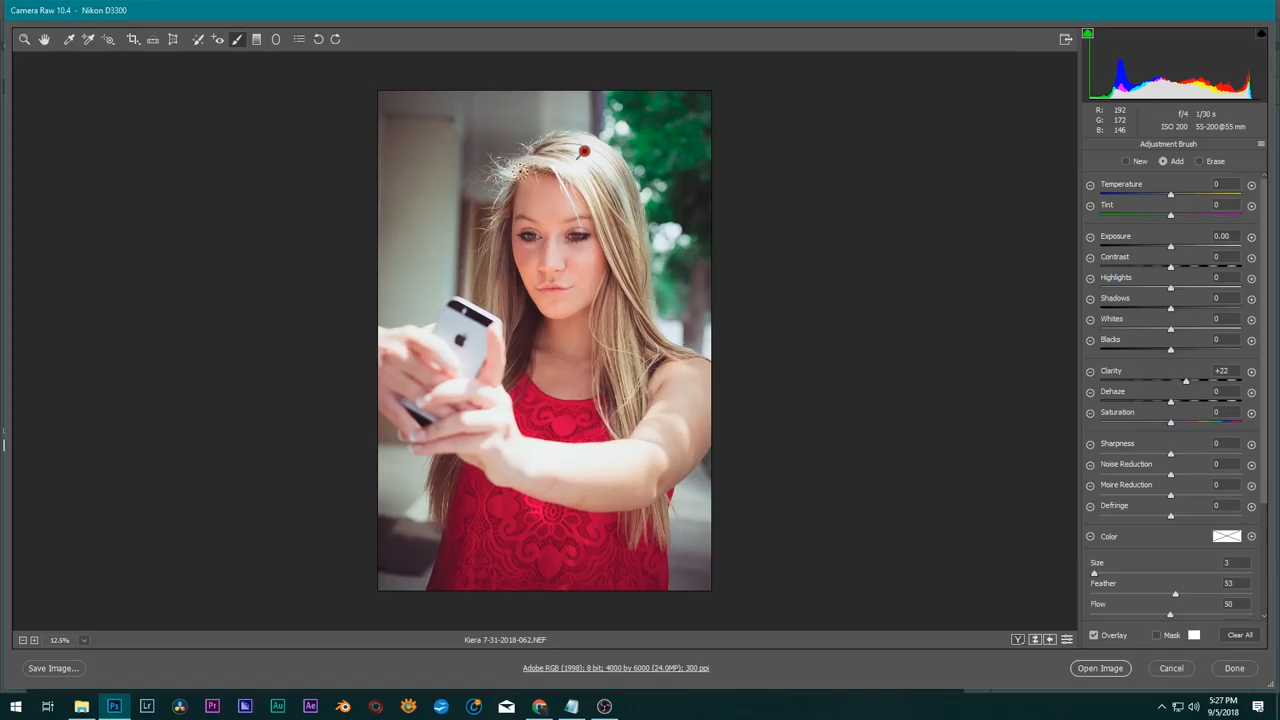 Camera Raw 10.4 - Nikon D3300
R: 192
G: 172
B: 146
f/4 1/30 s
ISO 200 55-200@55 mm
Adjustment Brush
New Add Erase
Temperature 0
Tint 0
Exposure 0.00
Contrast 0
Highlights 0
Shadows 0
Whites 0
Blacks 0
Clarity +22
Dehaze 0
Saturation 0
Sharpness 0
Noise Reduction 0
Moire Reduction 0
Defringe 0
Color
Size 3
Feather 53
Flow 50
Overlay Mask Clear All
12.5%
Kiera 7-31-2018-062.NEF
Y
Save Image...
Adobe RGB (1998); 8 bit; 4000 by 6000 (24.0MP); 300 ppi
Open Image Cancel Done
Ps Lr Pr Au Ae
5:27 PM
9/5/2018